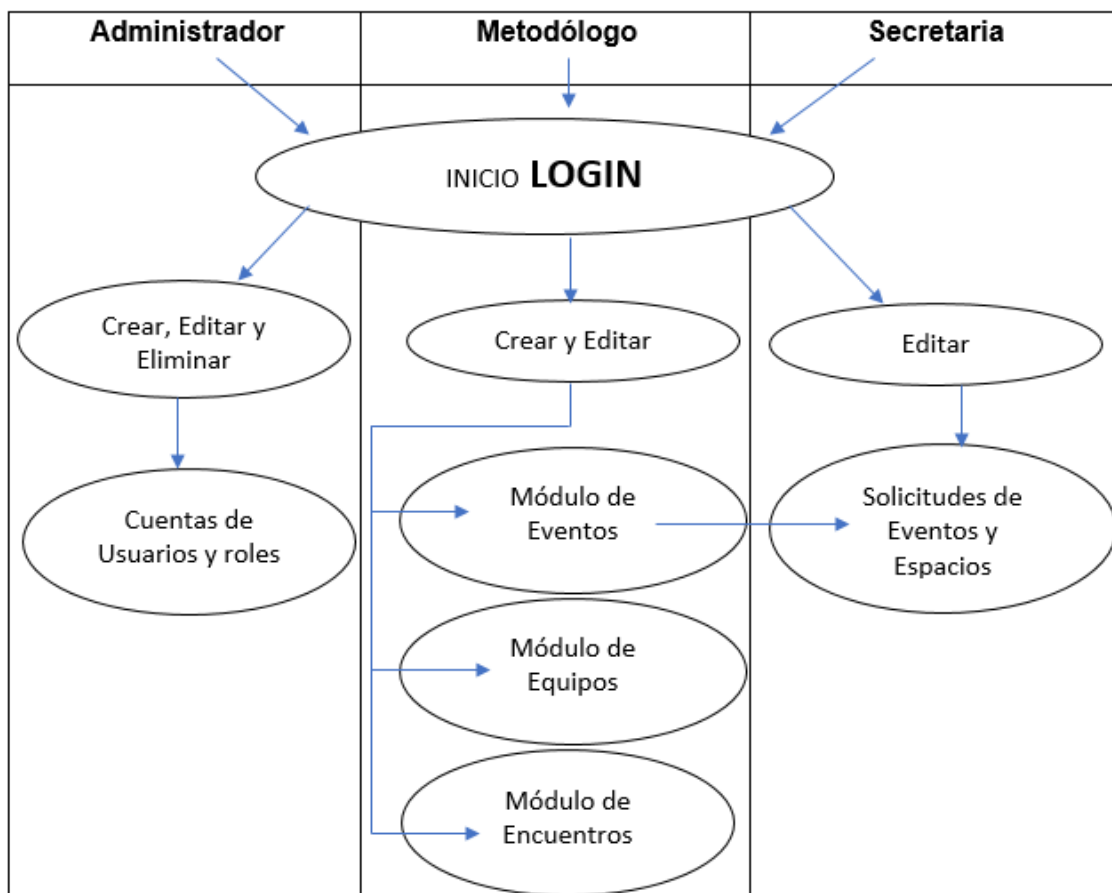 Administrador
Metodólogo
Secretaria
INICIO LOGIN
Crear, Editar y
Eliminar
Crear y Editar
Editar
Cuentas de
Usuarios y roles
Módulo de
Eventos
Solicitudes de
Eventos y
Espacios
Módulo de
Equipos
Módulo de
Encuentros